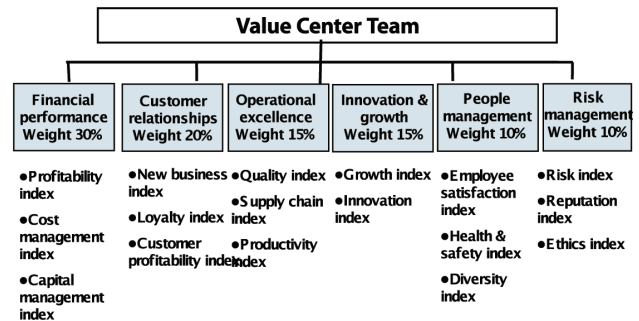 Value Center Team
Financial
performance
Weight 30%
Customer
relationships
Weight 20%
Operational
excellence
Weight 15%
Innovation &
growth
Weight 15%
People
management
Weight 10%
Risk
management
Weight 10%
●Profitability
index
●Cost
management
index
●Capital
management
index
●New business
index
●Loyalty index
●Customer
profitability index
●Quality index
●Supply chain
index
●Productivity
index
●Growth index
●Innovation
index
●Employee
satisfaction
index
●Health &
safety index
●Diversity
index
●Risk index
●Reputation
index
●Ethics index